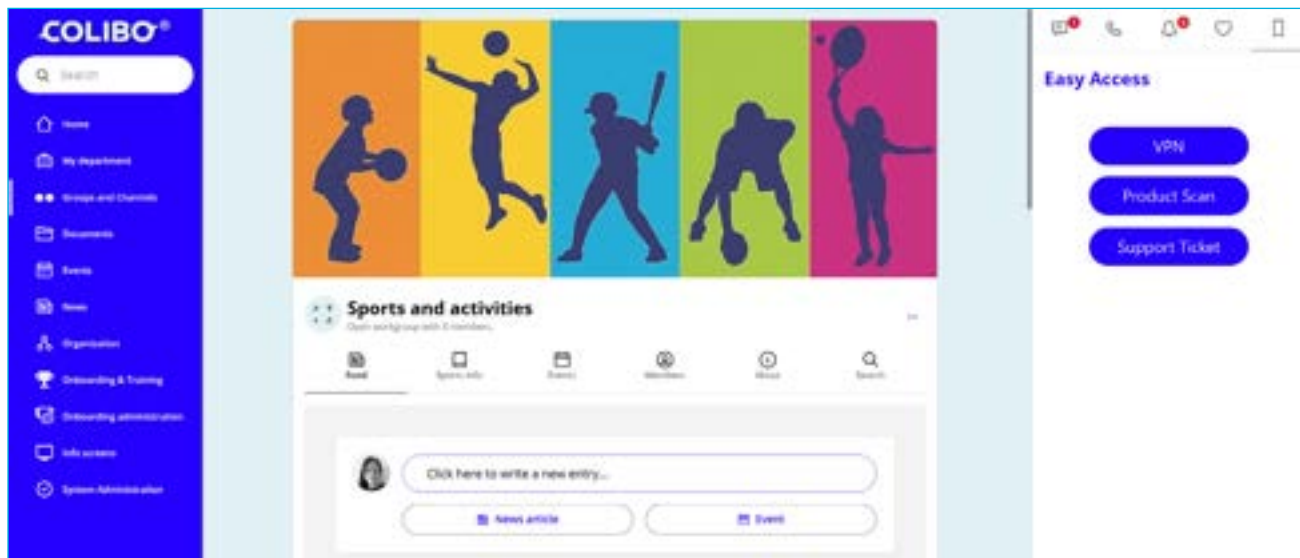 COLIBO®
Search
Home
My department
Groups and Channels
Documents
Events
News
Organization
Onboarding & Training
Onboarding administration
Info screens
System Administration
Sports and activities
Open workgroup with members.
Feed
Sports info
Events
Members
About
Search
Click here to write a new entry...
News article
Event
Easy Access
VPN
Product Scan
Support Ticket